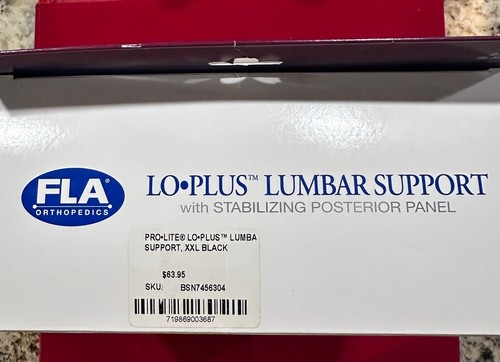 FLA®
ORTHOPEDICS
LO•PLUS™ LUMBAR SUPPORT
with STABILIZING POSTERIOR PANEL
PRO•LITE® LO•PLUS™ LUMBA
SUPPORT, XXL BLACK
$63.95
SKU: BSN7456304
719869003687